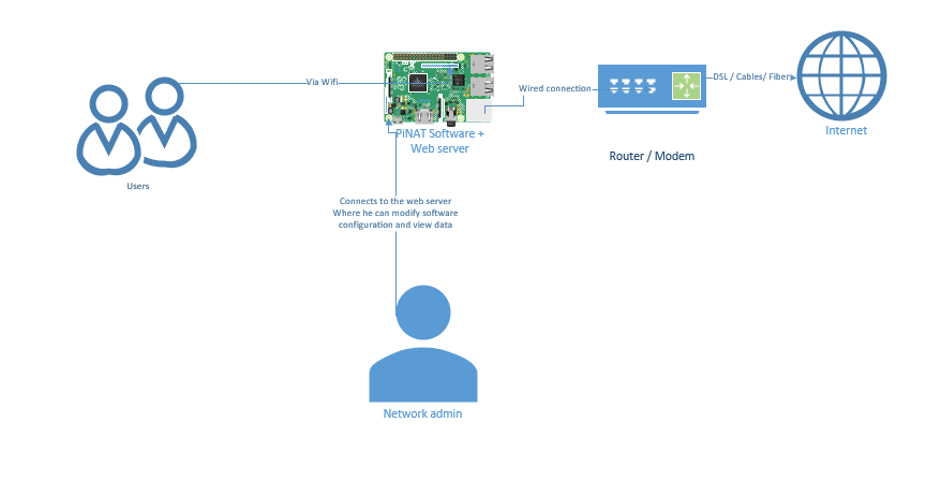 Via Wifi
Wired connection
DSL / Cables/ Fiber
PiNAT Software +
Web server
Internet
Router / Modem
Users
Connects to the web server
Where he can modify software
configuration and view data
Network admin